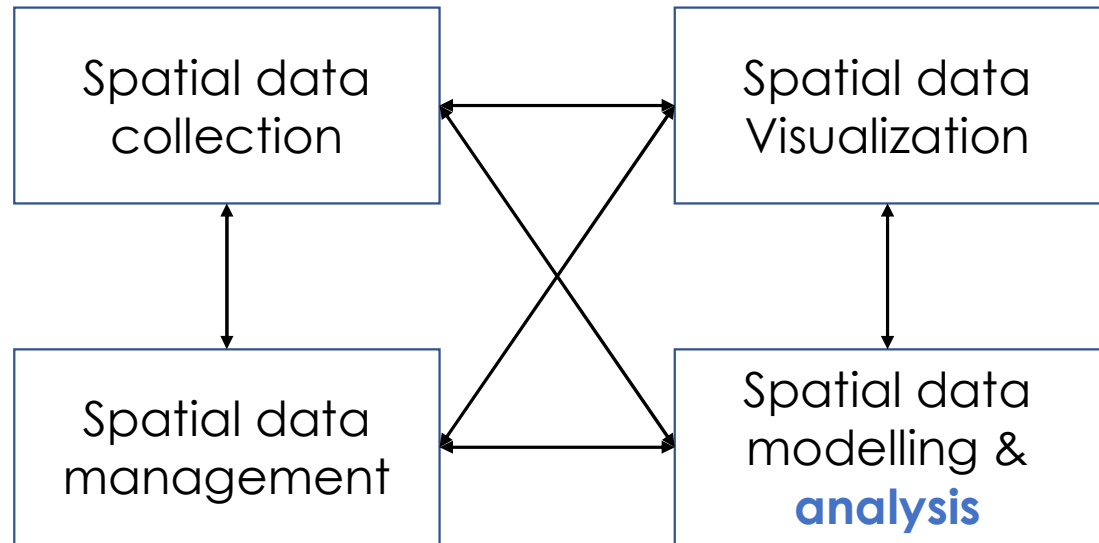 Spatial data
collection
Spatial data
Visualization
Spatial data
management
Spatial data
modelling &
analysis